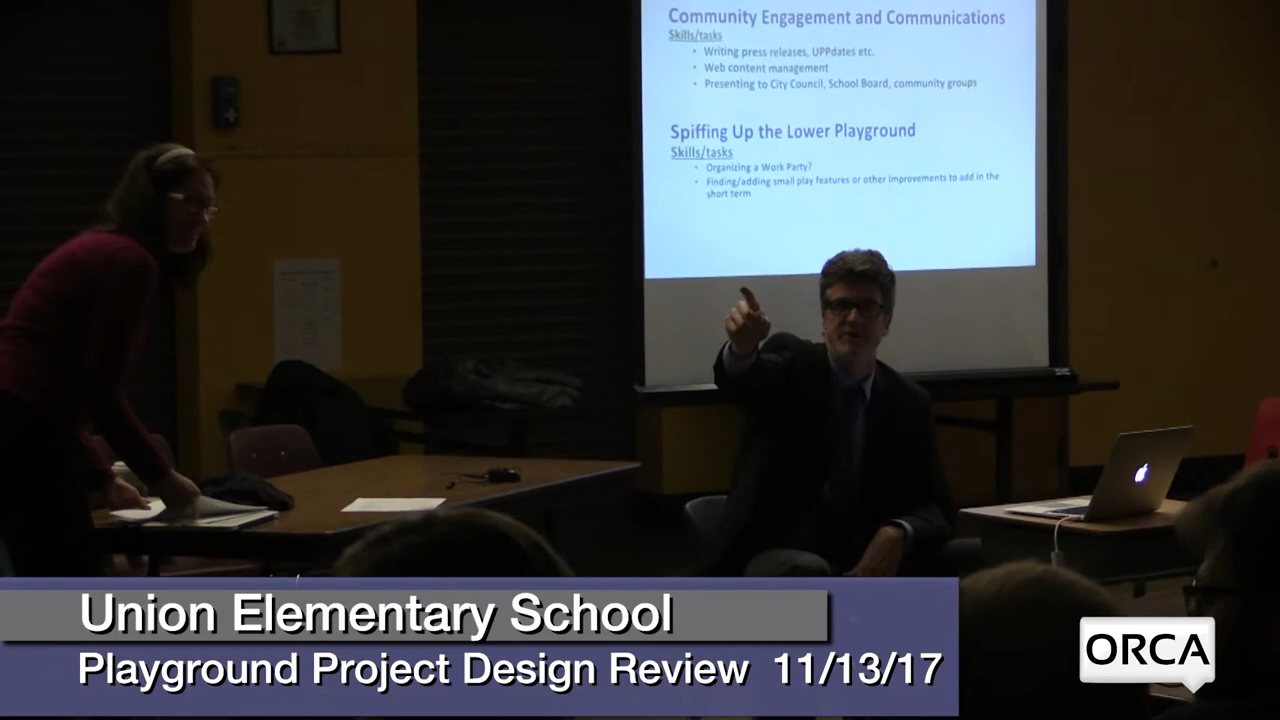 Community Engagement and Communications
Skills/tasks
• Writing press releases, UPPdates etc.
• Web content management
• Presenting to City Council, School Board, community groups
Spiffing Up the Lower Playground
Skills/tasks
• Organizing a Work Party?
• Finding/adding small play features or other improvements to add in the
short term
Union Elementary School
Playground Project Design Review 11/13/17
ORCA